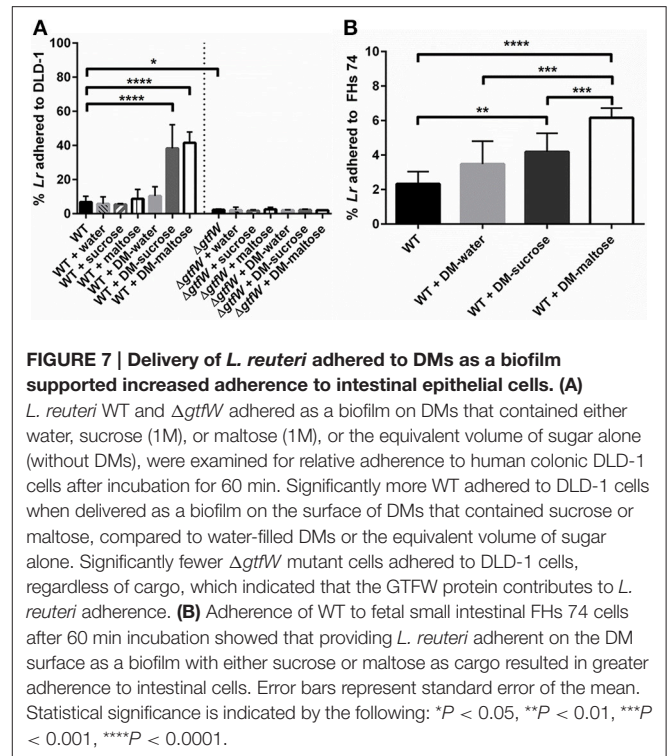 A
% Lr adhered to DLD-1
100
80
60
40
20
0
*
****
****
WT
WT + water
WT + sucrose
WT + maltose
WT + DM-water
WT + DM-sucrose
WT + DM-maltose
ΔgtfW
ΔgtfW + water
ΔgtfW + sucrose
ΔgtfW + maltose
ΔgtfW + DM-water
ΔgtfW + DM-sucrose
ΔgtfW + DM-maltose
B
% Lr adhered to FHs 74
10
8
6
4
2
0
****
***
***
**
WT
WT + DM-water
WT + DM-sucrose
WT + DM-maltose
FIGURE 7 | Delivery of L. reuteri adhered to DMs as a biofilm
supported increased adherence to intestinal epithelial cells. (A)
L. reuteri WT and ΔgtfW adhered as a biofilm on DMs that contained either
water, sucrose (1M), or maltose (1M), or the equivalent volume of sugar alone
(without DMs), were examined for relative adherence to human colonic DLD-1
cells after incubation for 60 min. Significantly more WT adhered to DLD-1 cells
when delivered as a biofilm on the surface of DMs that contained sucrose or
maltose, compared to water-filled DMs or the equivalent volume of sugar
alone. Significantly fewer ΔgtfW mutant cells adhered to DLD-1 cells,
regardless of cargo, which indicated that the GTFW protein contributes to L.
reuteri adherence. (B) Adherence of WT to fetal small intestinal FHs 74 cells
after 60 min incubation showed that providing L. reuteri adherent on the DM
surface as a biofilm with either sucrose or maltose as cargo resulted in greater
adherence to intestinal cells. Error bars represent standard error of the mean.
Statistical significance is indicated by the following: *P < 0.05, **P < 0.01, ***P
< 0.001, ****P < 0.0001.